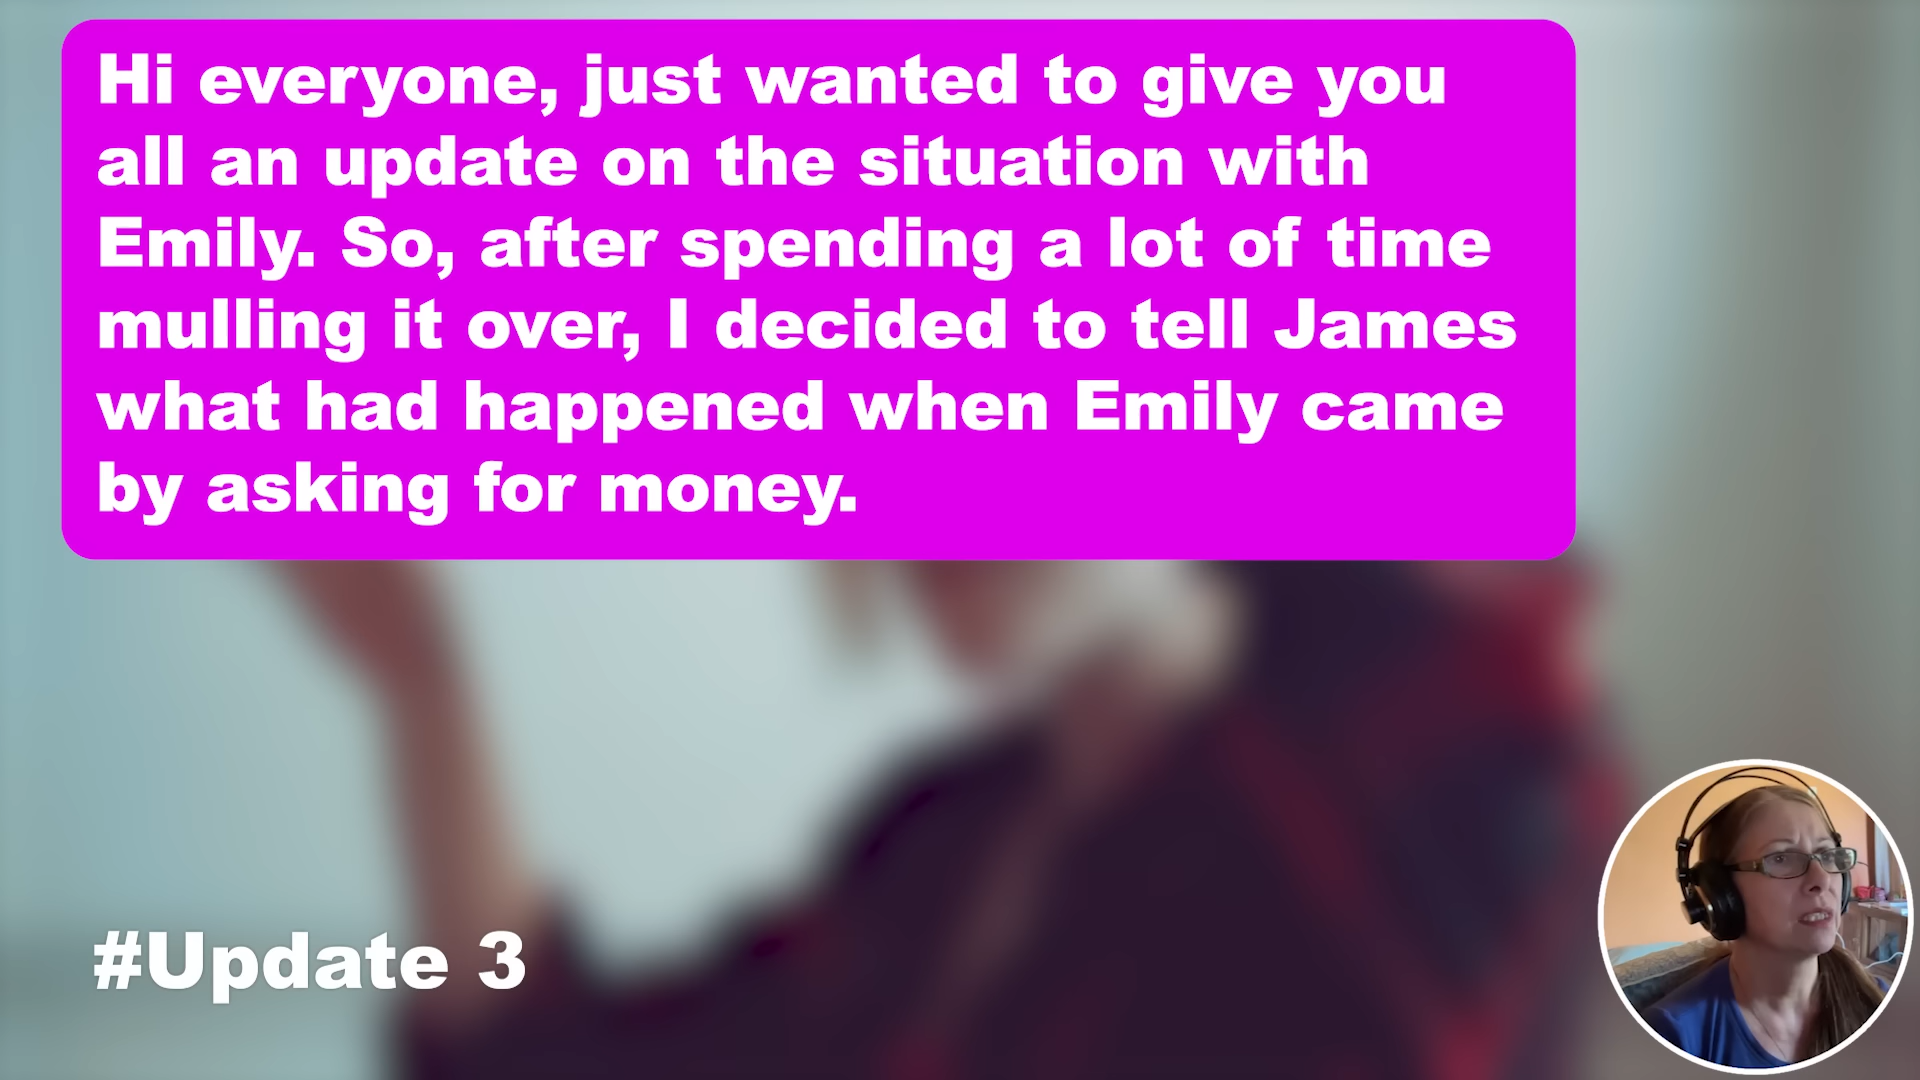 Hi everyone, just wanted to give you
all an update on the situation with
Emily. So, after spending a lot of time
mulling it over, I decided to tell James
what had happened when Emily came
by asking for money.
#Update 3